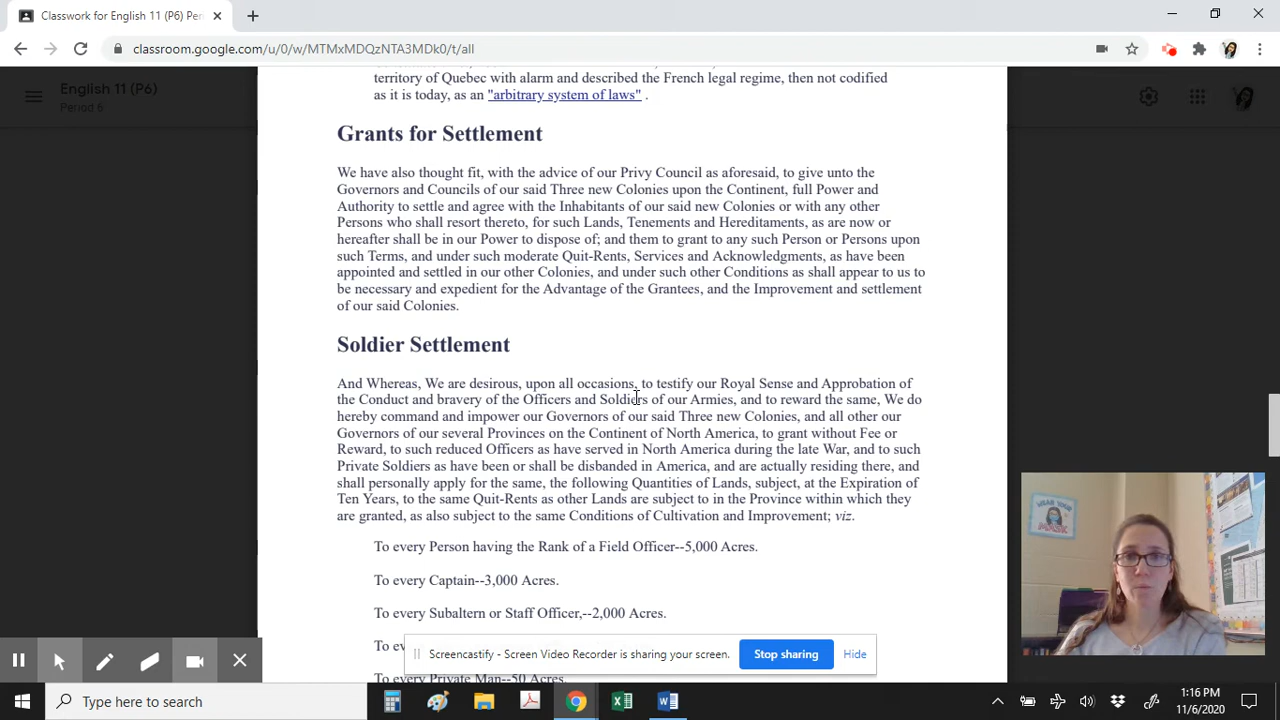 Classwork for English 11 (P6) Per
classroom.google.com/u/0/w/MTMxMDQzNTA3MDk0/t/all
English 11 (P6)
Period 6
territory of Quebec with alarm and described the French legal regime, then not codified
as it is today, as an "arbitrary system of laws" .
Grants for Settlement
We have also thought fit, with the advice of our Privy Council as aforesaid, to give unto the
Governors and Councils of our said Three new Colonies upon the Continent, full Power and
Authority to settle and agree with the Inhabitants of our said new Colonies or with any other
Persons who shall resort thereto, for such Lands, Tenements and Hereditaments, as are now or
hereafter shall be in our Power to dispose of; and them to grant to any such Person or Persons upon
such Terms, and under such moderate Quit-Rents, Services and Acknowledgments, as have been
appointed and settled in our other Colonies, and under such other Conditions as shall appear to us to
be necessary and expedient for the Advantage of the Grantees, and the Improvement and settlement
of our said Colonies.
Soldier Settlement
And Whereas, We are desirous, upon all occasions, to testify our Royal Sense and Approbation of
the Conduct and bravery of the Officers and Soldiers of our Armies, and to reward the same, We do
hereby command and impower our Governors of our said Three new Colonies, and all other our
Governors of our several Provinces on the Continent of North America, to grant without Fee or
Reward, to such reduced Officers as have served in North America during the late War, and to such
Private Soldiers as have been or shall be disbanded in America, and are actually residing there, and
shall personally apply for the same, the following Quantities of Lands, subject, at the Expiration of
Ten Years, to the same Quit-Rents as other Lands are subject to in the Province within which they
are granted, as also subject to the same Conditions of Cultivation and Improvement; viz.
To every Person having the Rank of a Field Officer--5,000 Acres.
To every Captain--3,000 Acres.
To every Subaltern or Staff Officer,--2,000 Acres.
To ev
Screencastify - Screen Video Recorder is sharing your screen. Stop sharing Hide
To every Private Man--50 Acres.
Type here to search
1:16 PM
11/6/2020